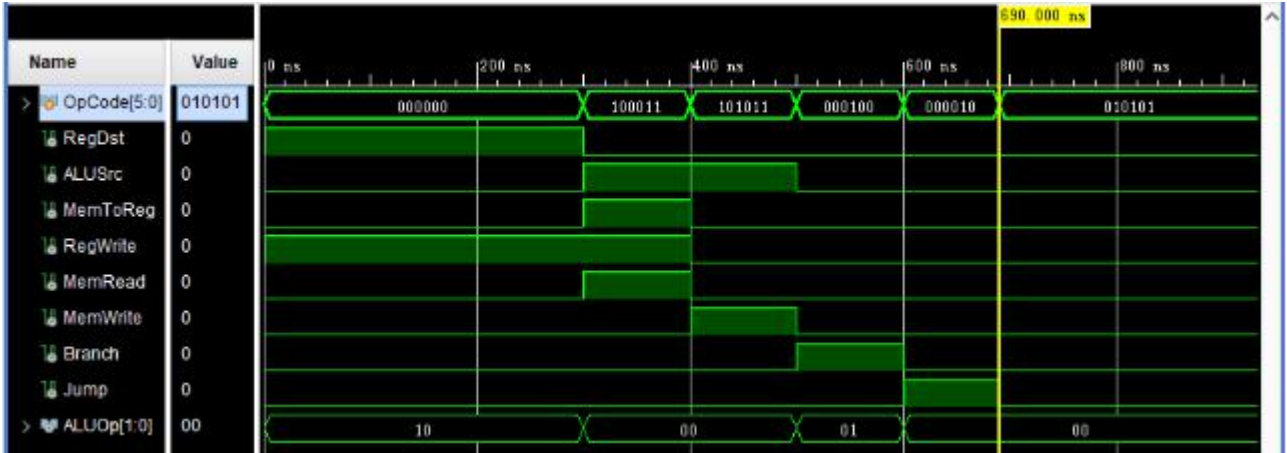 690.000 ns
Name Value 0 ns 200 ns 400 ns 600 ns 800 ns
OpCode[5:0] 010101 000000 100011 101011 000100 000010 010101
RegDst 0
ALUSrc 0
MemToReg 0
RegWrite 0
MemRead 0
MemWrite 0
Branch 0
Jump 0
ALUOp[1:0] 00 10 00 01 00